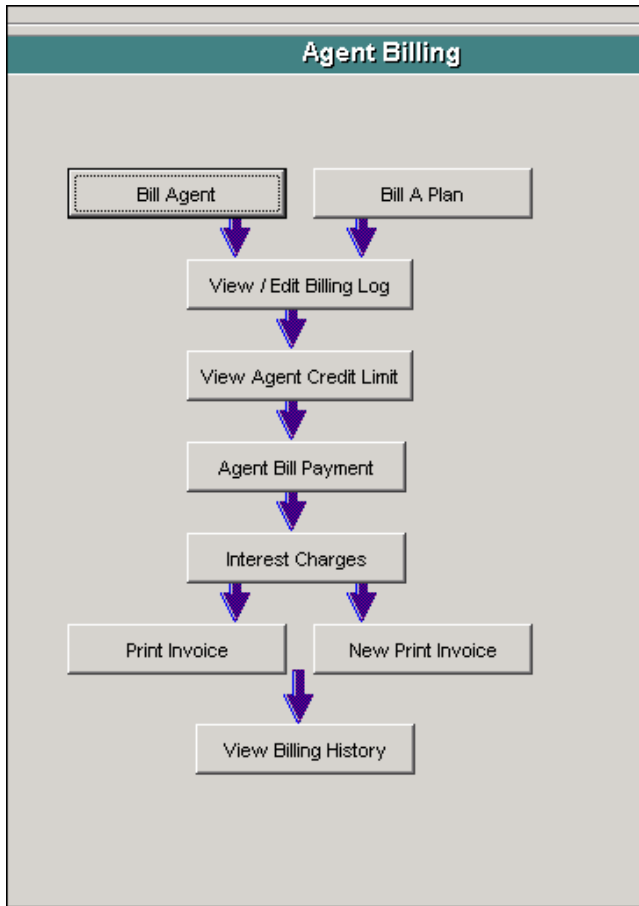 Agent Billing
Bill Agent
Bill A Plan
View / Edit Billing Log
View Agent Credit Limit
Agent Bill Payment
Interest Charges
Print Invoice
New Print Invoice
View Billing History